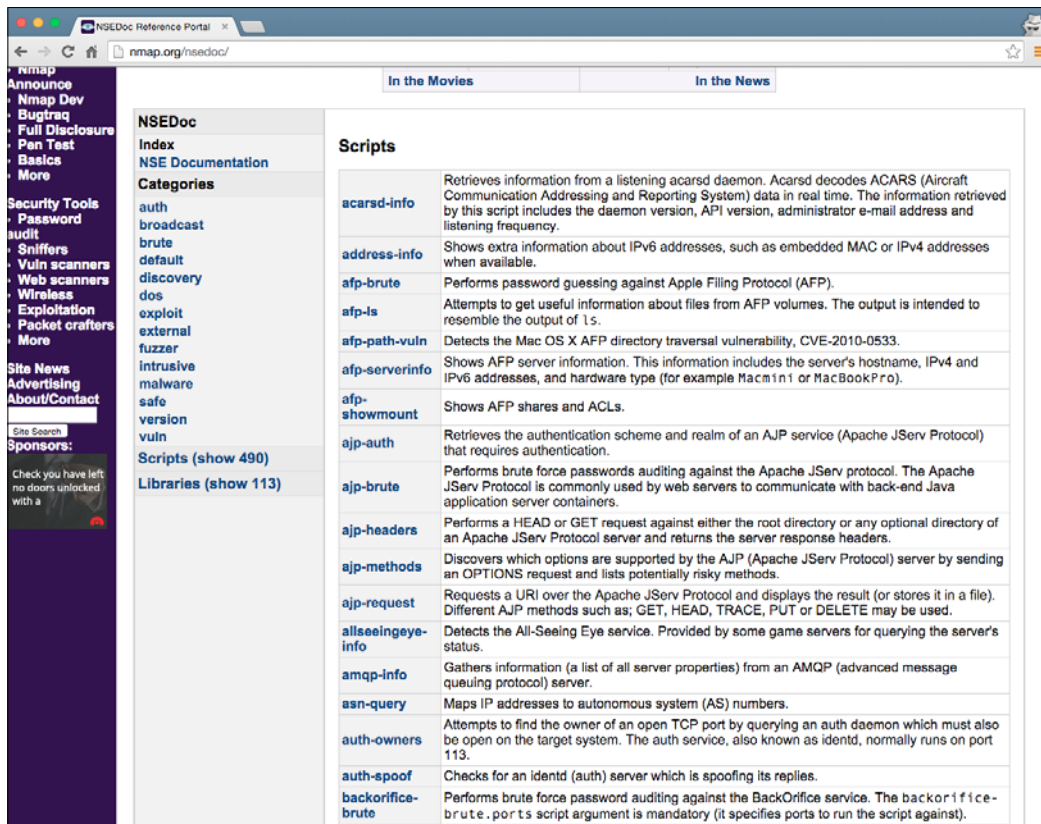 NSEDoc Reference Portal
nmap.org/nsedoc/
Nmap
Announce
Nmap Dev
Bugtraq
Full Disclosure
Pen Test
Basics
More
Security Tools
Password
audit
Sniffers
Vuln scanners
Web scanners
Wireless
Exploitation
Packet crafters
More
Site News
Advertising
About/Contact
Site Search
Sponsors:
Check you have left
no doors unlocked
with a
In the Movies
In the News
NSEDoc
Index
NSE Documentation
Categories
auth
broadcast
brute
default
discovery
dos
exploit
external
fuzzer
intrusive
malware
safe
version
vuln
Scripts (show 490)
Libraries (show 113)
Scripts
acarsd-info
Retrieves information from a listening acarsd daemon. Acarsd decodes ACARS (Aircraft
Communication Addressing and Reporting System) data in real time. The information retrieved
by this script includes the daemon version, API version, administrator e-mail address and
listening frequency.
address-info
Shows extra information about IPv6 addresses, such as embedded MAC or IPv4 addresses
when available.
afp-brute
Performs password guessing against Apple Filing Protocol (AFP).
afp-ls
Attempts to get useful information about files from AFP volumes. The output is intended to
resemble the output of ls.
afp-path-vuln
Detects the Mac OS X AFP directory traversal vulnerability, CVE-2010-0533.
afp-serverinfo
Shows AFP server information. This information includes the server's hostname, IPv4 and
IPv6 addresses, and hardware type (for example Macmini or MacBookPro).
afp-
showmount
Shows AFP shares and ACLs.
ajp-auth
Retrieves the authentication scheme and realm of an AJP service (Apache JServ Protocol)
that requires authentication.
ajp-brute
Performs brute force passwords auditing against the Apache JServ protocol. The Apache
JServ Protocol is commonly used by web servers to communicate with back-end Java
application server containers.
ajp-headers
Performs a HEAD or GET request against either the root directory or any optional directory of
an Apache JServ Protocol server and returns the server response headers.
ajp-methods
Discovers which options are supported by the AJP (Apache JServ Protocol) server by sending
an OPTIONS request and lists potentially risky methods.
ajp-request
Requests a URI over the Apache JServ Protocol and displays the result (or stores it in a file).
Different AJP methods such as; GET, HEAD, TRACE, PUT or DELETE may be used.
allseeingeye-
info
Detects the All-Seeing Eye service. Provided by some game servers for querying the server's
status.
amqp-info
Gathers information (a list of all server properties) from an AMQP (advanced message
queuing protocol) server.
asn-query
Maps IP addresses to autonomous system (AS) numbers.
auth-owners
Attempts to find the owner of an open TCP port by querying an auth daemon which must also
be open on the target system. The auth service, also known as identd, normally runs on port
113.
auth-spoof
Checks for an identd (auth) server which is spoofing its replies.
backorifice-
brute
Performs brute force password auditing against the BackOrifice service. The backorifice-
brute.ports script argument is mandatory (it specifies ports to run the script against).